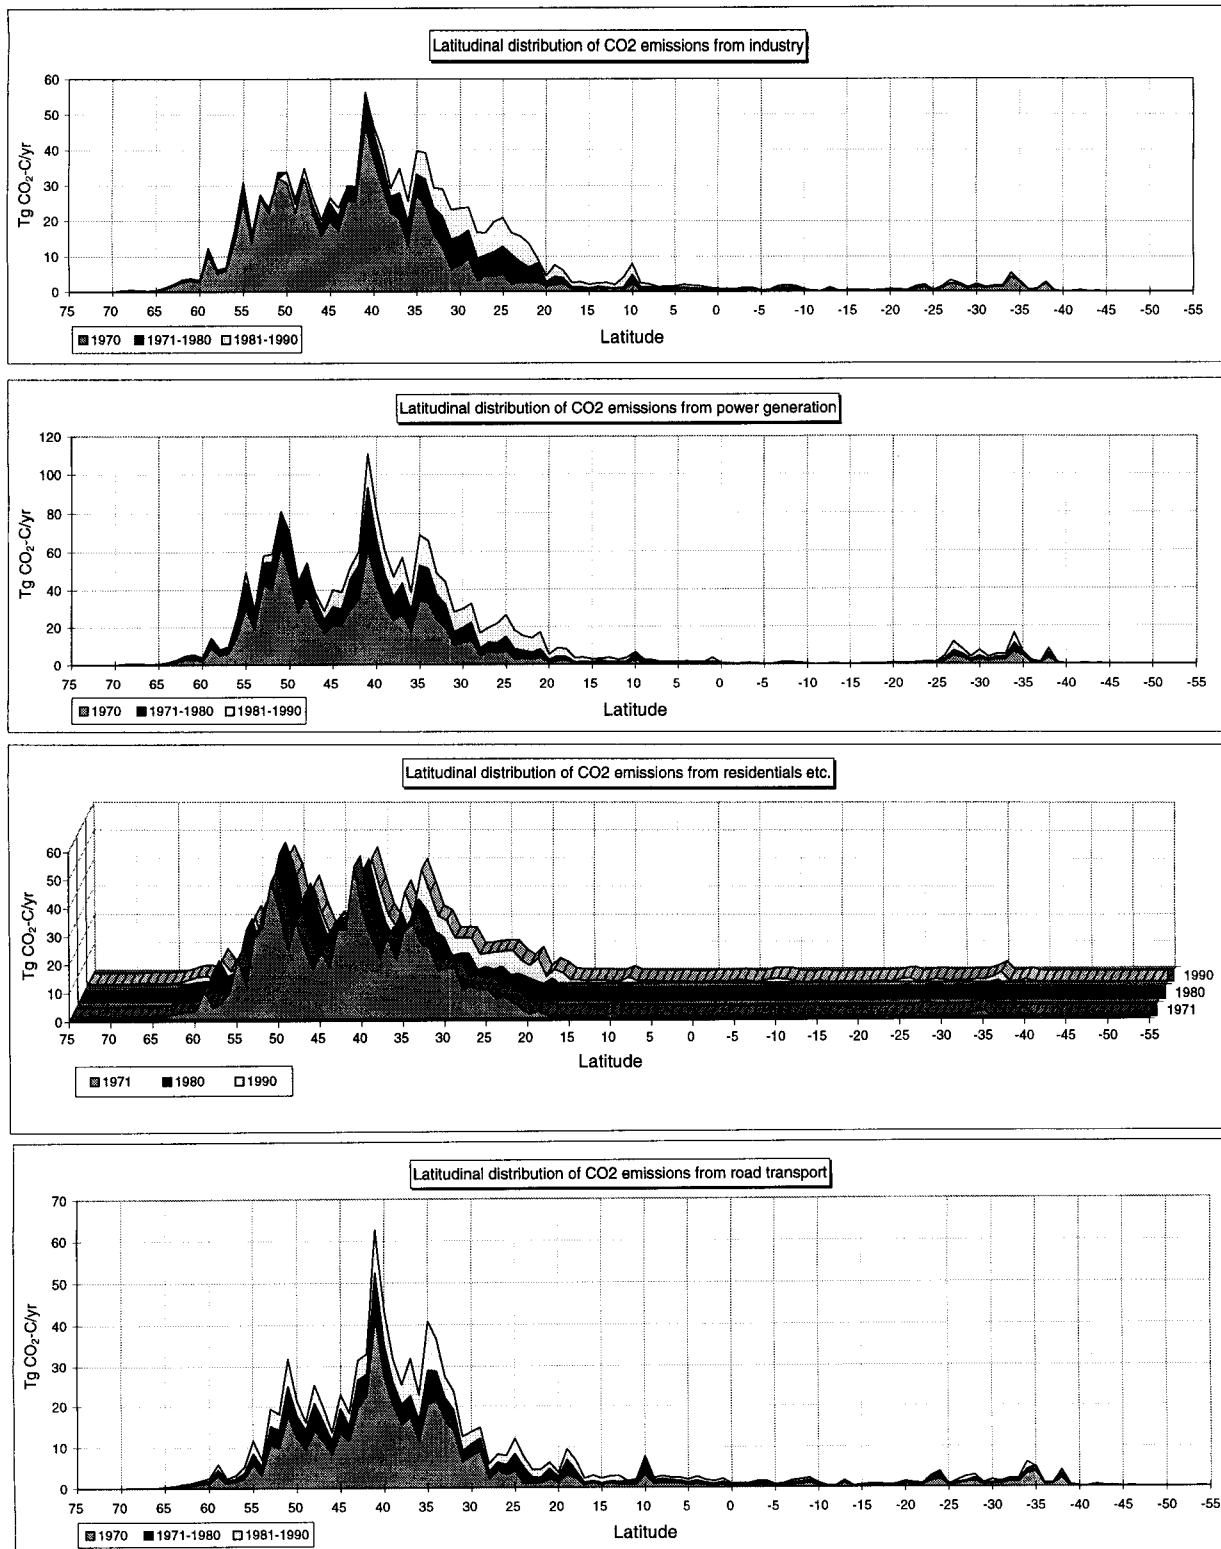 Latitudinal distribution of CO2 emissions from industry
60
50
40
30
20
10
0
Tg CO₂-C/yr
75 70 65 60 55 50 45 40 35 30 25 20 15 10 5 0 -5 -10 -15 -20 -25 -30 -35 -40 -45 -50 -55
Latitude
1970 1971-1980 1981-1990
Latitudinal distribution of CO2 emissions from power generation
120
100
80
60
40
20
0
Tg CO₂-C/yr
75 70 65 60 55 50 45 40 35 30 25 20 15 10 5 0 -5 -10 -15 -20 -25 -30 -35 -40 -45 -50 -55
Latitude
1970 1971-1980 1981-1990
Latitudinal distribution of CO2 emissions from residentials etc.
60
50
40
30
20
10
0
Tg CO₂-C/yr
1990
1980
1971
75 70 65 60 55 50 45 40 35 30 25 20 15 10 5 0 -5 -10 -15 -20 -25 -30 -35 -40 -45 -50 -55
Latitude
1971 1980 1990
Latitudinal distribution of CO2 emissions from road transport
70
60
50
40
30
20
10
0
Tg CO₂-C/yr
75 70 65 60 55 50 45 40 35 30 25 20 15 10 5 0 -5 -10 -15 -20 -25 -30 -35 -40 -45 -50 -55
Latitude
1970 1971-1980 1981-1990